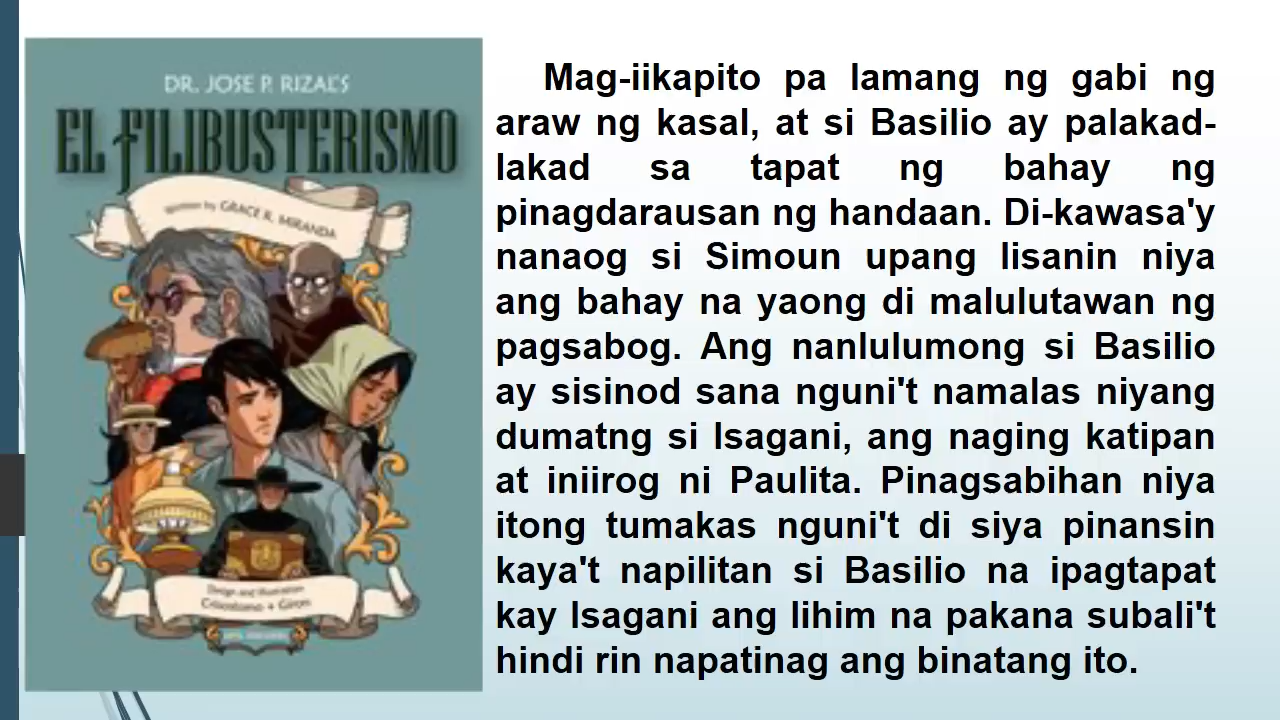 DR. JOSE P. RIZAL'S
EL FILIBUSTERISMO
Written by GRACE R. MIRANDA
Design and Illustration
Mag-iikapito pa lamang ng gabi ng
araw ng kasal, at si Basilio ay palakad-
lakad sa tapat ng bahay ng
pinagdarausan ng handaan. Di-kawasa'y
nanaog si Simoun upang lisanin niya
ang bahay na yaong di malulutawan ng
pagsabog. Ang nanlulumong si Basilio
ay sisinod sana nguni't namalas niyang
dumatng si Isagani, ang naging katipan
at iniirog ni Paulita. Pinagsabihan niya
itong tumakas nguni't di siya pinansin
kaya't napilitan si Basilio na ipagtapat
kay Isagani ang lihim na pakana subali't
hindi rin napatinag ang binatang ito.